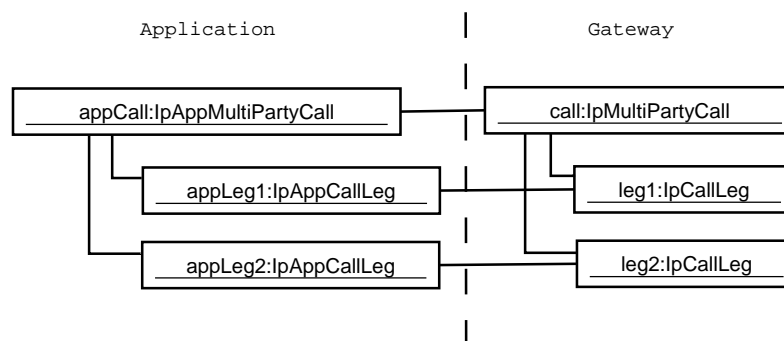 Application Gateway
appCall:IpAppMultiPartyCall call:IpMultiPartyCall
appLeg1:IpAppCallLeg leg1:IpCallLeg
appLeg2:IpAppCallLeg leg2:IpCallLeg